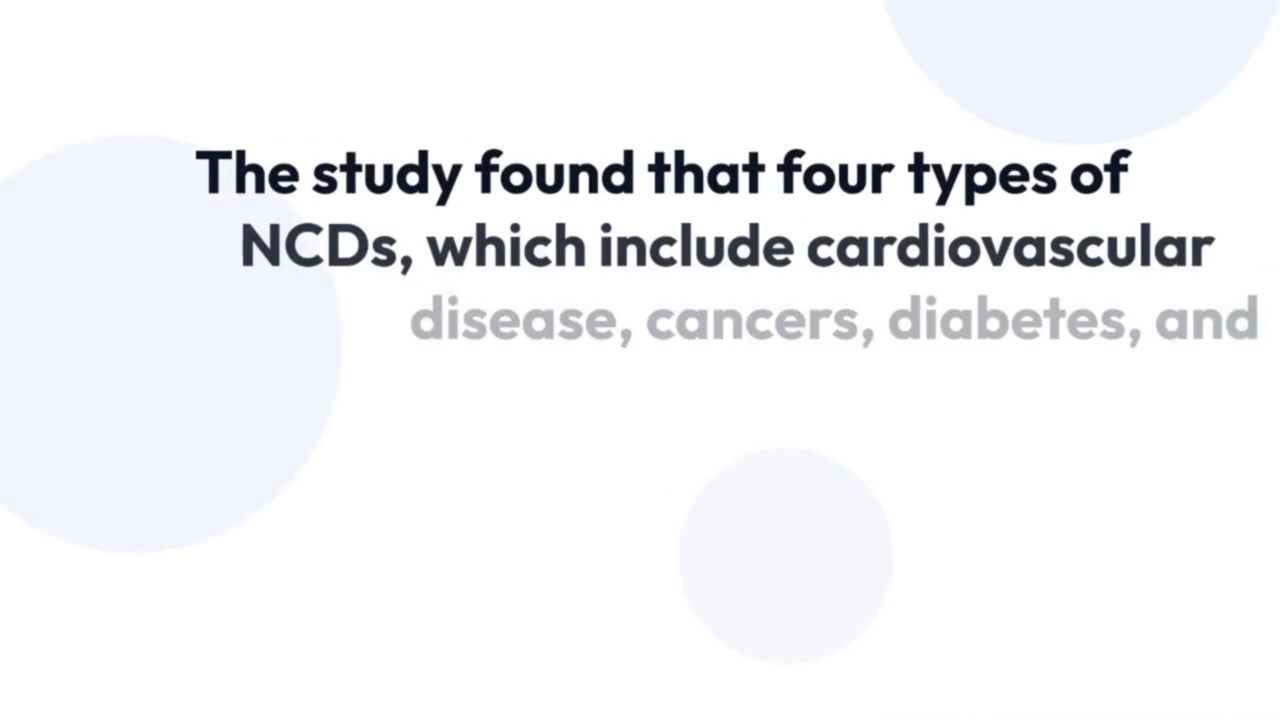 The study found that four types of
NCDs, which include cardiovascular
disease, cancers, diabetes, and